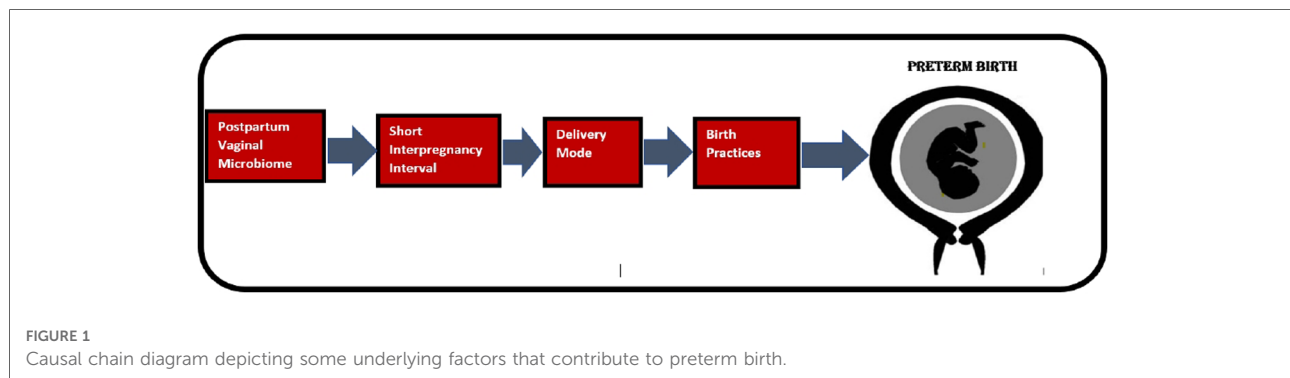 PRETERM BIRTH
Postpartum
Vaginal
Microbiome
Short
Interpregnancy
Interval
Delivery
Mode
Birth
Practices
FIGURE 1
Causal chain diagram depicting some underlying factors that contribute to preterm birth.